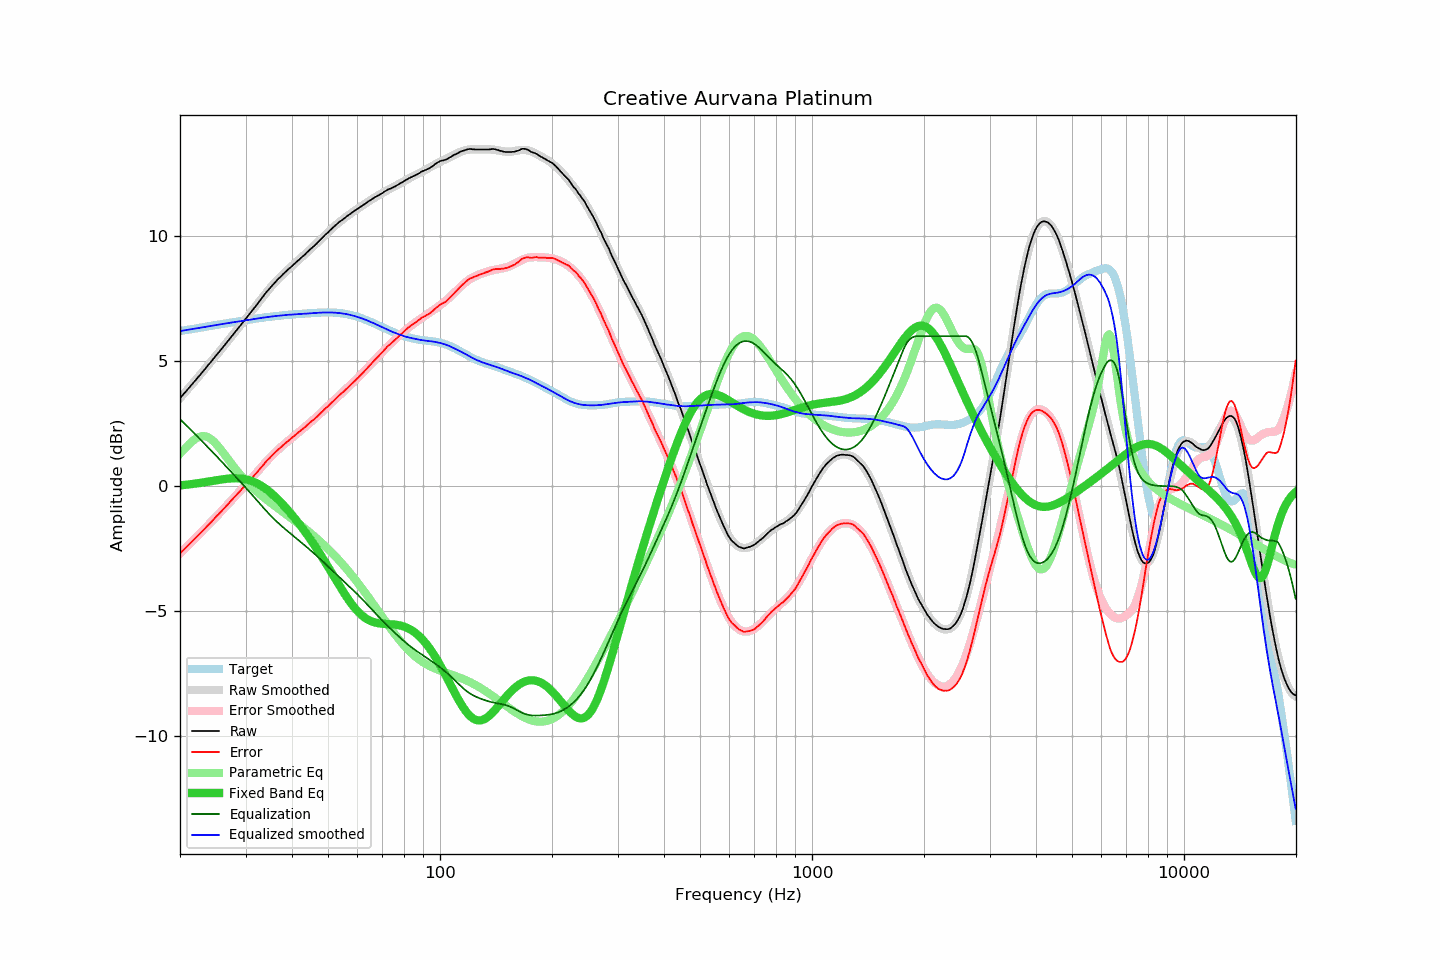 Creative Aurvana Platinum
Amplitude (dBr)
10
5
0
−5
−10
Target
Raw Smoothed
Error Smoothed
Raw
Error
Parametric Eq
Fixed Band Eq
Equalization
Equalized smoothed
100
1000
10000
Frequency (Hz)